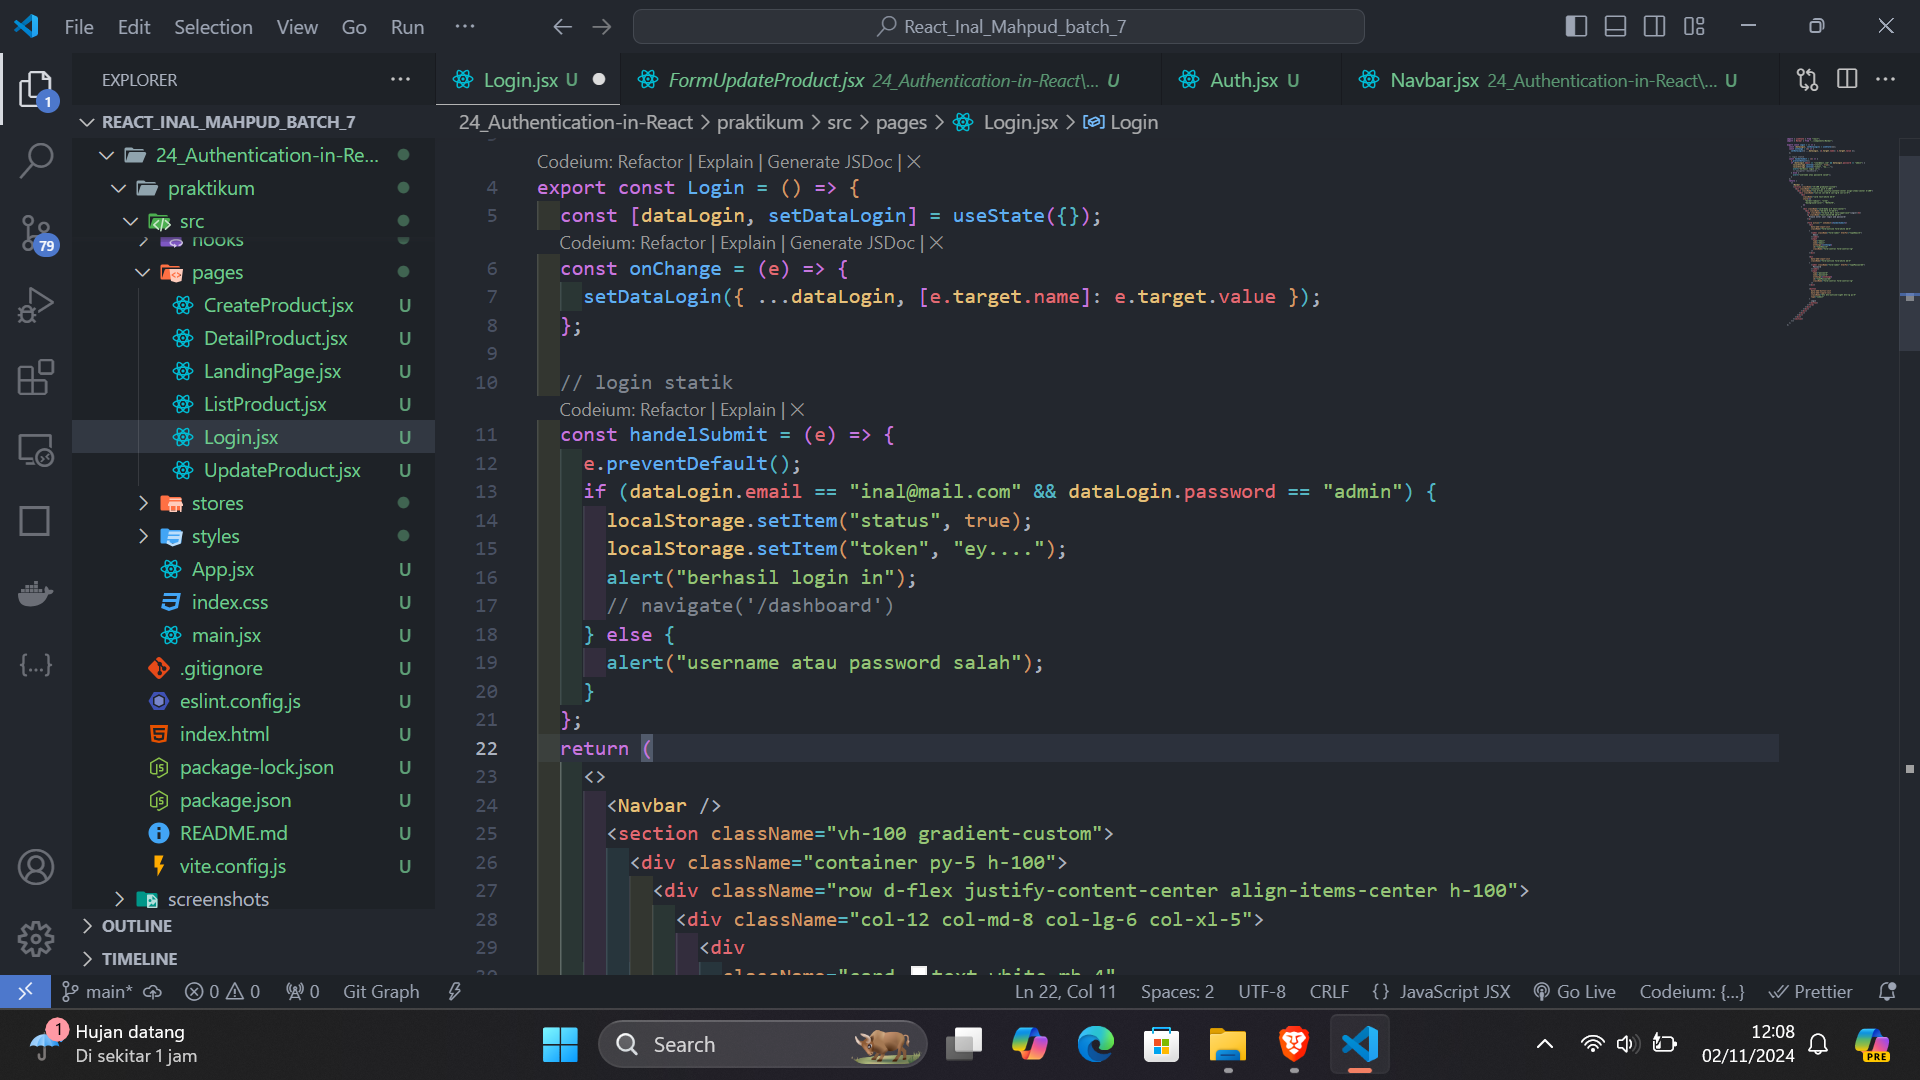 File Edit Selection View Go Run ···
React_Inal_Mahpud_batch_7
EXPLORER
1
79
REACT_INAL_MAHPUD_BATCH_7
24_Authentication-in-Re...
praktikum
src
hooks
pages
CreateProduct.jsx U
DetailProduct.jsx U
LandingPage.jsx U
ListProduct.jsx U
Login.jsx U
UpdateProduct.jsx U
stores
styles
App.jsx U
index.css U
main.jsx U
.gitignore U
eslint.config.js U
index.html U
package-lock.json U
package.json U
README.md U
vite.config.js U
screenshots
OUTLINE
TIMELINE
Login.jsx U
FormUpdateProduct.jsx 24_Authentication-in-React\... U
Auth.jsx U
Navbar.jsx 24_Authentication-in-React\... U
24_Authentication-in-React > praktikum > src > pages > Login.jsx > Login
Codeium: Refactor | Explain | Generate JSDoc | X
4 export const Login = () => {
5 const [dataLogin, setDataLogin] = useState({});
Codeium: Refactor | Explain | Generate JSDoc | X
6 const onChange = (e) => {
7 setDataLogin({ ...dataLogin, [e.target.name]: e.target.value });
8 };
9
10 // login statik
Codeium: Refactor | Explain | X
11 const handelSubmit = (e) => {
12 e.preventDefault();
13 if (dataLogin.email == "inal@mail.com" && dataLogin.password == "admin") {
14 localStorage.setItem("status", true);
15 localStorage.setItem("token", "ey....");
16 alert("berhasil login in");
17 // navigate('/dashboard')
18 } else {
19 alert("username atau password salah");
20 }
21 };
22 return (
23 <>
24 <Navbar />
25 <section className="vh-100 gradient-custom">
26 <div className="container py-5 h-100">
27 <div className="row d-flex justify-content-center align-items-center h-100">
28 <div className="col-12 col-md-8 col-lg-6 col-xl-5">
29 <div
30 className="card text-white mb-4"
main* 0 0 0 Git Graph
Ln 22, Col 11 Spaces: 2 UTF-8 CRLF {} JavaScript JSX Go Live Codeium: {...} Prettier
1
Hujan datang
Di sekitar 1 jam
Search
12:08
02/11/2024
PRE